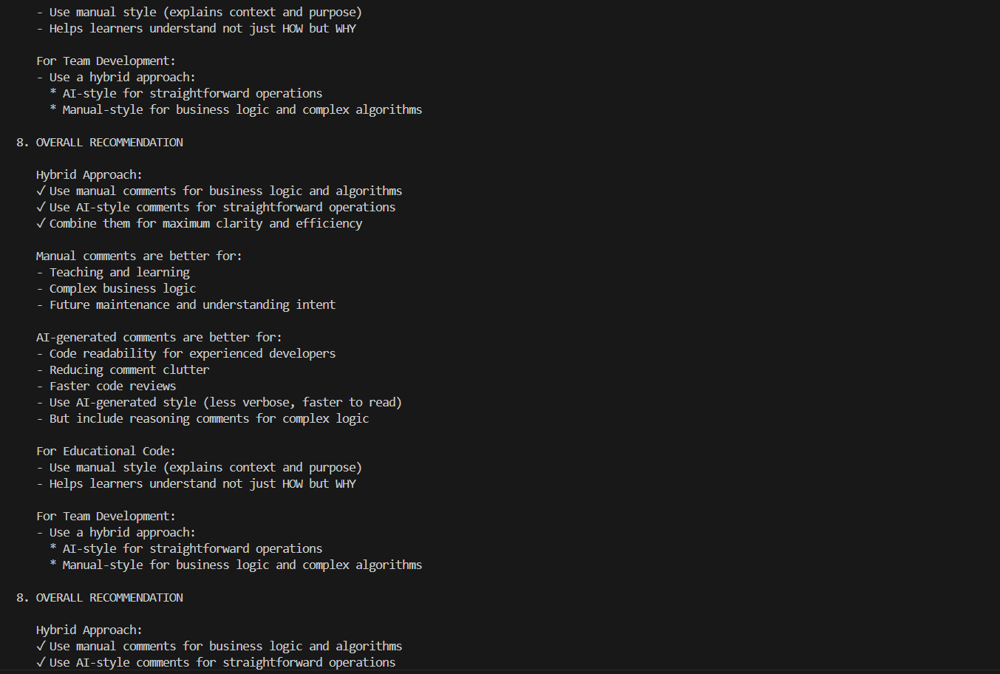 - Use manual style (explains context and purpose)
- Helps learners understand not just HOW but WHY
For Team Development:
- Use a hybrid approach:
* AI-style for straightforward operations
* Manual-style for business logic and complex algorithms
8. OVERALL RECOMMENDATION
Hybrid Approach:
✓ Use manual comments for business logic and algorithms
✓ Use AI-style comments for straightforward operations
✓ Combine them for maximum clarity and efficiency
Manual comments are better for:
- Teaching and learning
- Complex business logic
- Future maintenance and understanding intent
AI-generated comments are better for:
- Code readability for experienced developers
- Reducing comment clutter
- Faster code reviews
- Use AI-generated style (less verbose, faster to read)
- But include reasoning comments for complex logic
For Educational Code:
- Use manual style (explains context and purpose)
- Helps learners understand not just HOW but WHY
For Team Development:
- Use a hybrid approach:
* AI-style for straightforward operations
* Manual-style for business logic and complex algorithms
8. OVERALL RECOMMENDATION
Hybrid Approach:
✓ Use manual comments for business logic and algorithms
✓ Use AI-style comments for straightforward operations